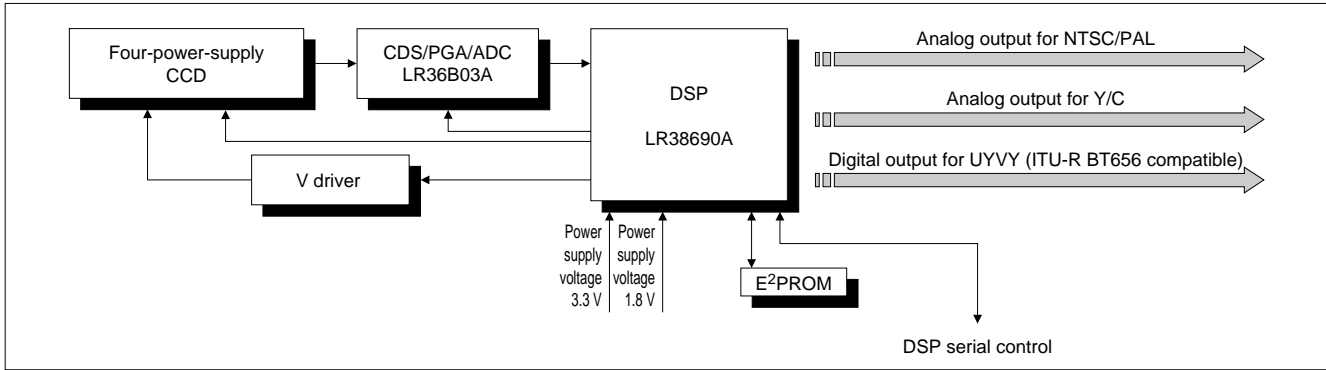 Four-power-supply
CCD
CDS/PGA/ADC
LR36B03A
DSP
LR38690A
V driver
Analog output for NTSC/PAL
Analog output for Y/C
Digital output for UYVY (ITU-R BT656 compatible)
Power
supply
voltage
3.3 V
Power
supply
voltage
1.8 V
E²PROM
DSP serial control